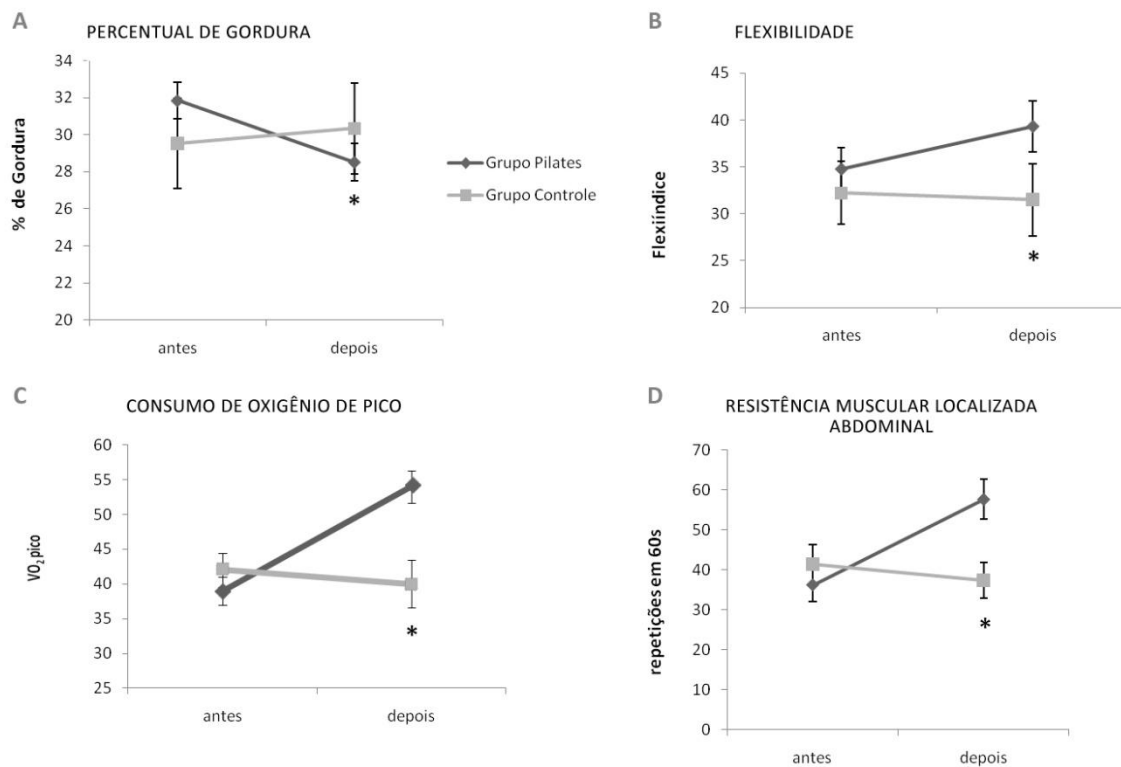 A
PERCENTUAL DE GORDURA
% de Gordura
34
32
30
28
26
24
22
20
*
antes
depois
Grupo Pilates
Grupo Controle
B
FLEXIBILIDADE
Flexiíndice
45
40
35
30
25
20
*
antes
depois
C
CONSUMO DE OXIGÊNIO DE PICO
VO2pico
60
55
50
45
40
35
30
25
*
antes
depois
D
RESISTÊNCIA MUSCULAR LOCALIZADA
ABDOMINAL
repetições em 60s
70
60
50
40
30
20
10
0
*
antes
depois